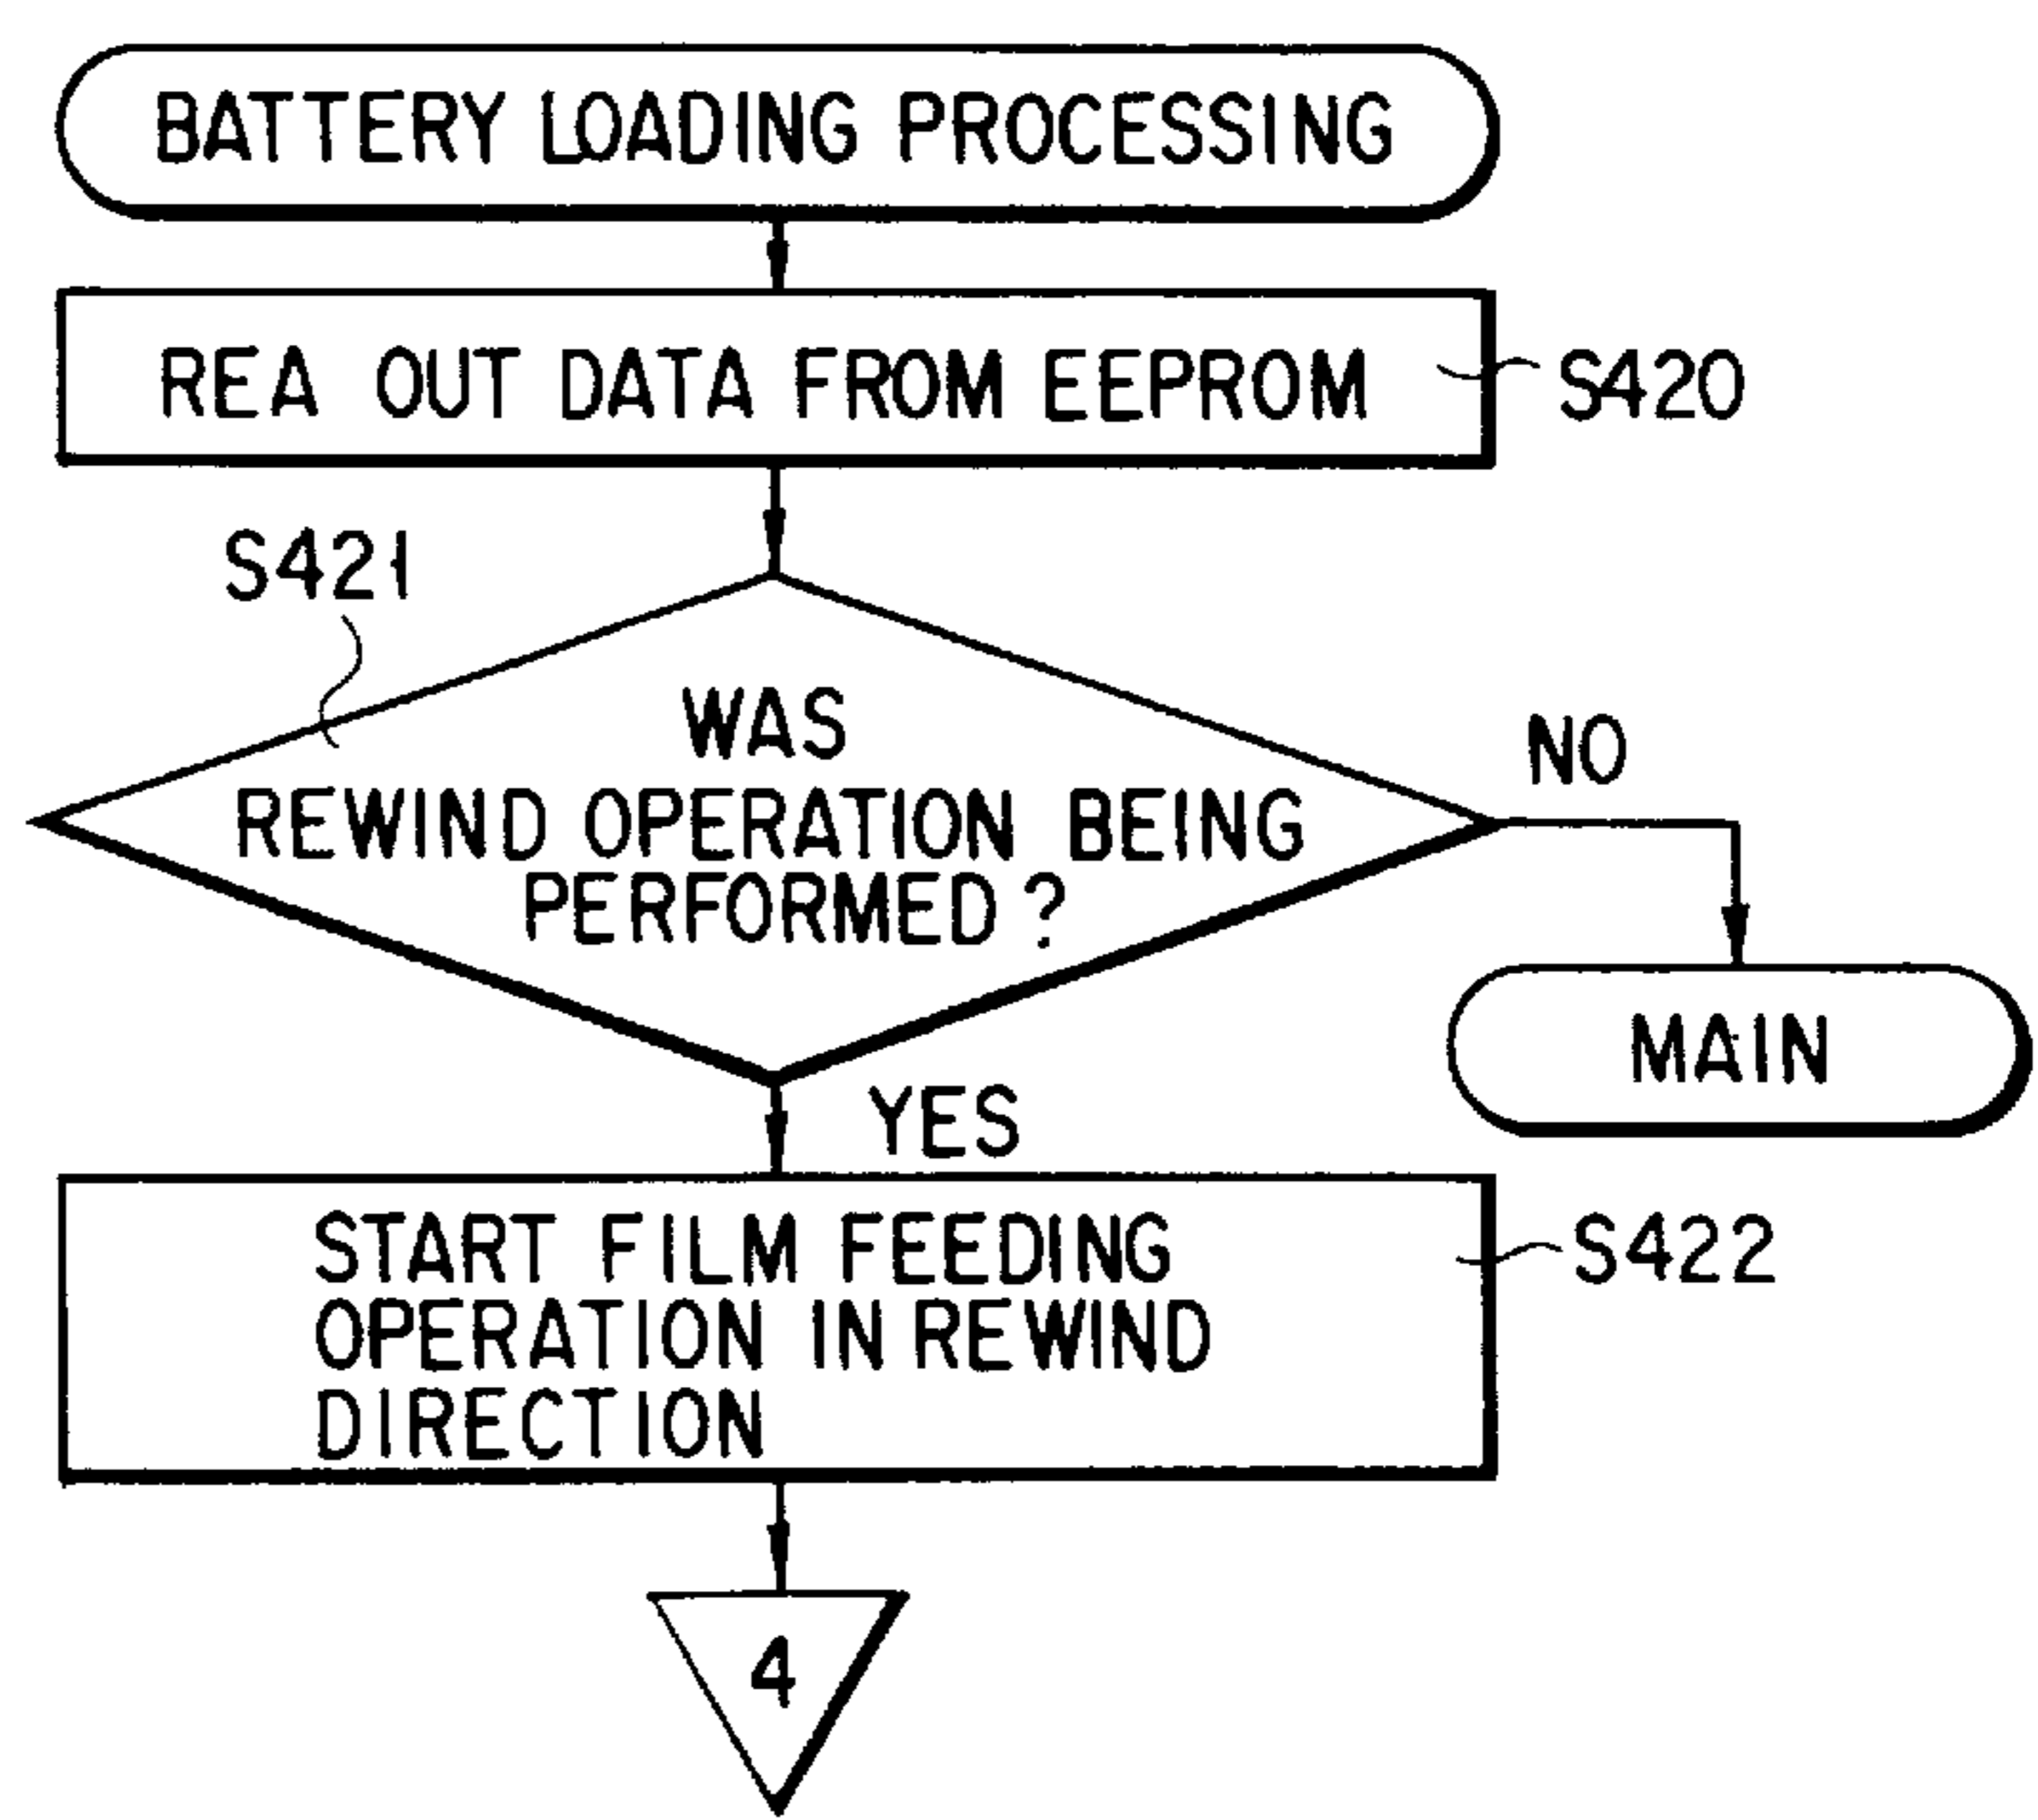 BATTERY LOADING PROCESSING
REA OUT DATA FROM EEPROM
S420
S421
WAS
REWIND OPERATION BEING
PERFORMED ?
NO
MAIN
YES
START FILM FEEDING
OPERATION IN REWIND
DIRECTION
S422
4